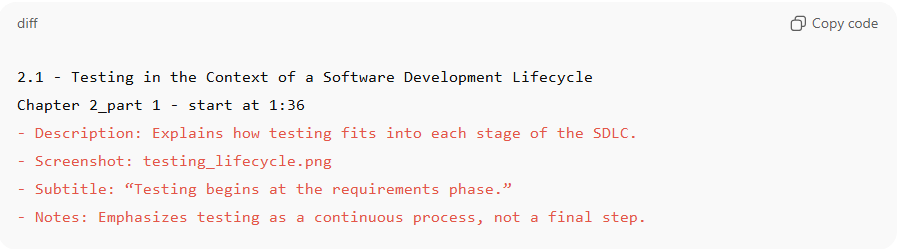 diff
Copy code
2.1 - Testing in the Context of a Software Development Lifecycle
Chapter 2_part 1 - start at 1:36
- Description: Explains how testing fits into each stage of the SDLC.
- Screenshot: testing_lifecycle.png
- Subtitle: “Testing begins at the requirements phase.”
- Notes: Emphasizes testing as a continuous process, not a final step.